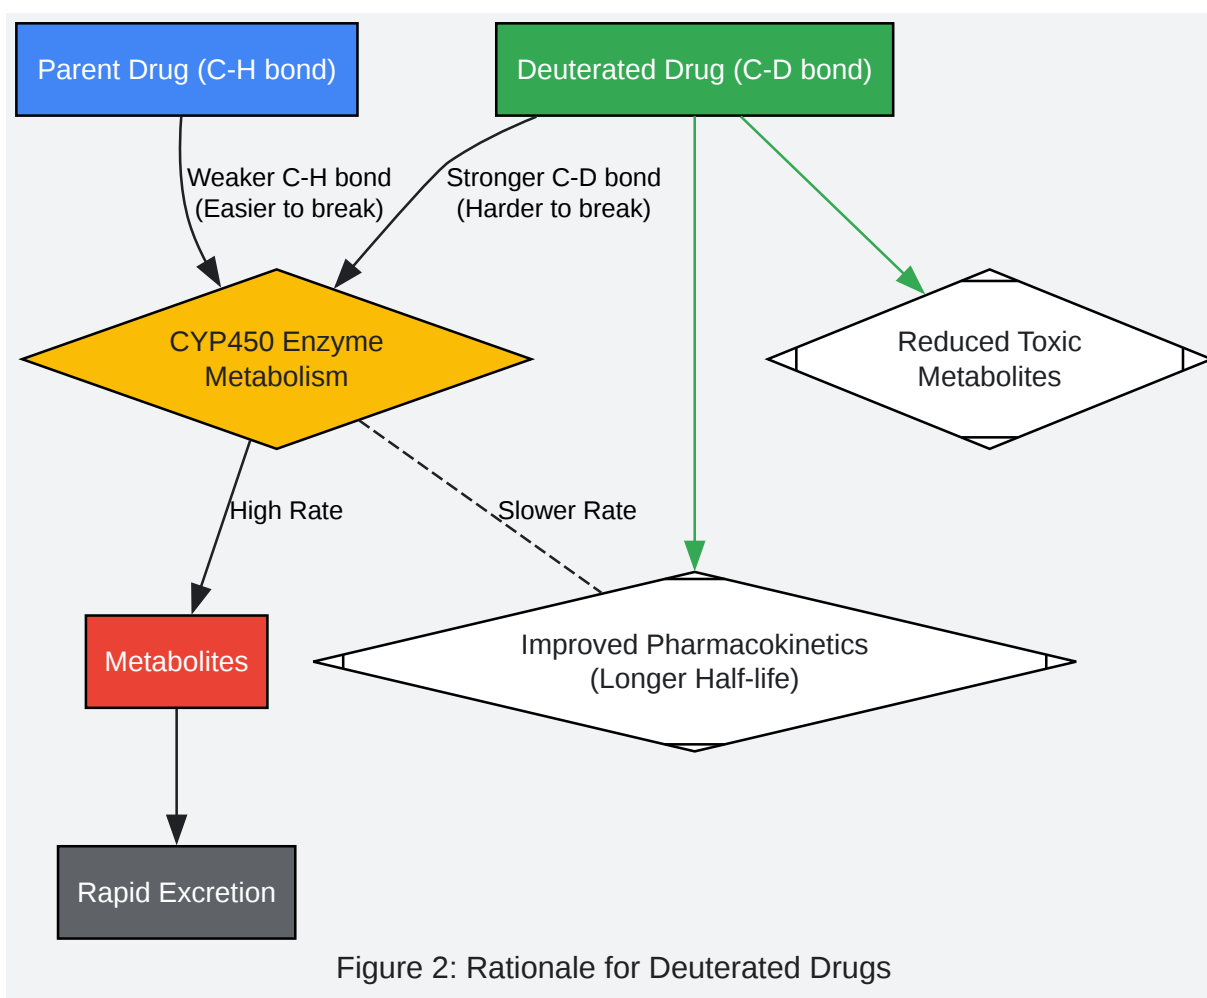 Parent Drug (C-H bond)
Deuterated Drug (C-D bond)
Weaker C-H bond
(Easier to break)
Stronger C-D bond
(Harder to break)
CYP450 Enzyme
Metabolism
Reduced Toxic
Metabolites
High Rate
Slower Rate
Metabolites
Improved Pharmacokinetics
(Longer Half-life)
Rapid Excretion
Figure 2: Rationale for Deuterated Drugs